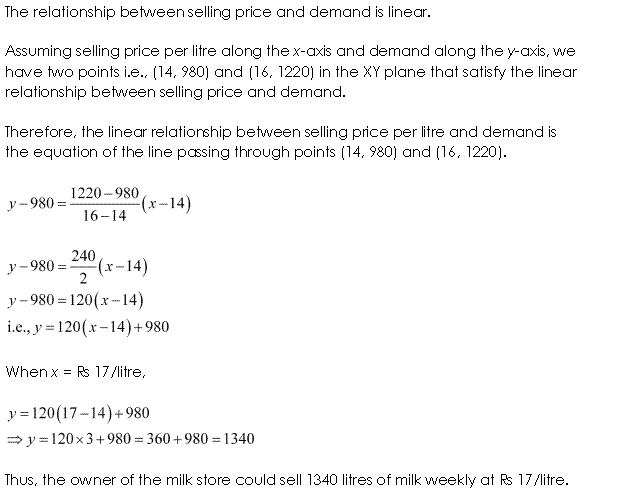 The relationship between selling price and demand is linear.
Assuming selling price per litre along the x-axis and demand along the y-axis, we
have two points i.e., (14, 980) and (16, 1220) in the XY plane that satisfy the linear
relationship between selling price and demand.
Therefore, the linear relationship between selling price per litre and demand is
the equation of the line passing through points (14, 980) and (16, 1220).
y − 980 = (1220 − 980)/(16 − 14) (x − 14)
y − 980 = 240/2 (x − 14)
y − 980 = 120(x − 14)
i.e., y = 120(x − 14) + 980
When x = Rs 17/litre,
y = 120(17 − 14) + 980
⇒ y = 120 × 3 + 980 = 360 + 980 = 1340
Thus, the owner of the milk store could sell 1340 litres of milk weekly at Rs 17/litre.